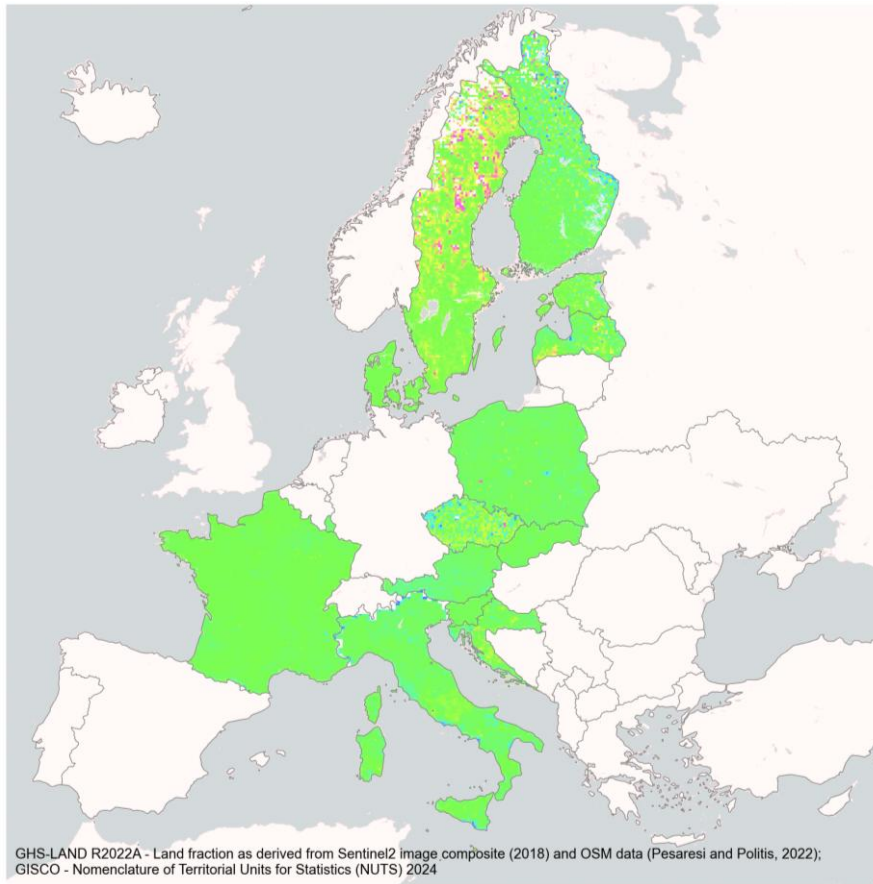 GHS-LAND R2022A - Land fraction as derived from Sentinel2 image composite (2018) and OSM data (Pesaresi and Politis, 2022);
GISCO - Nomenclature of Territorial Units for Statistics (NUTS) 2024